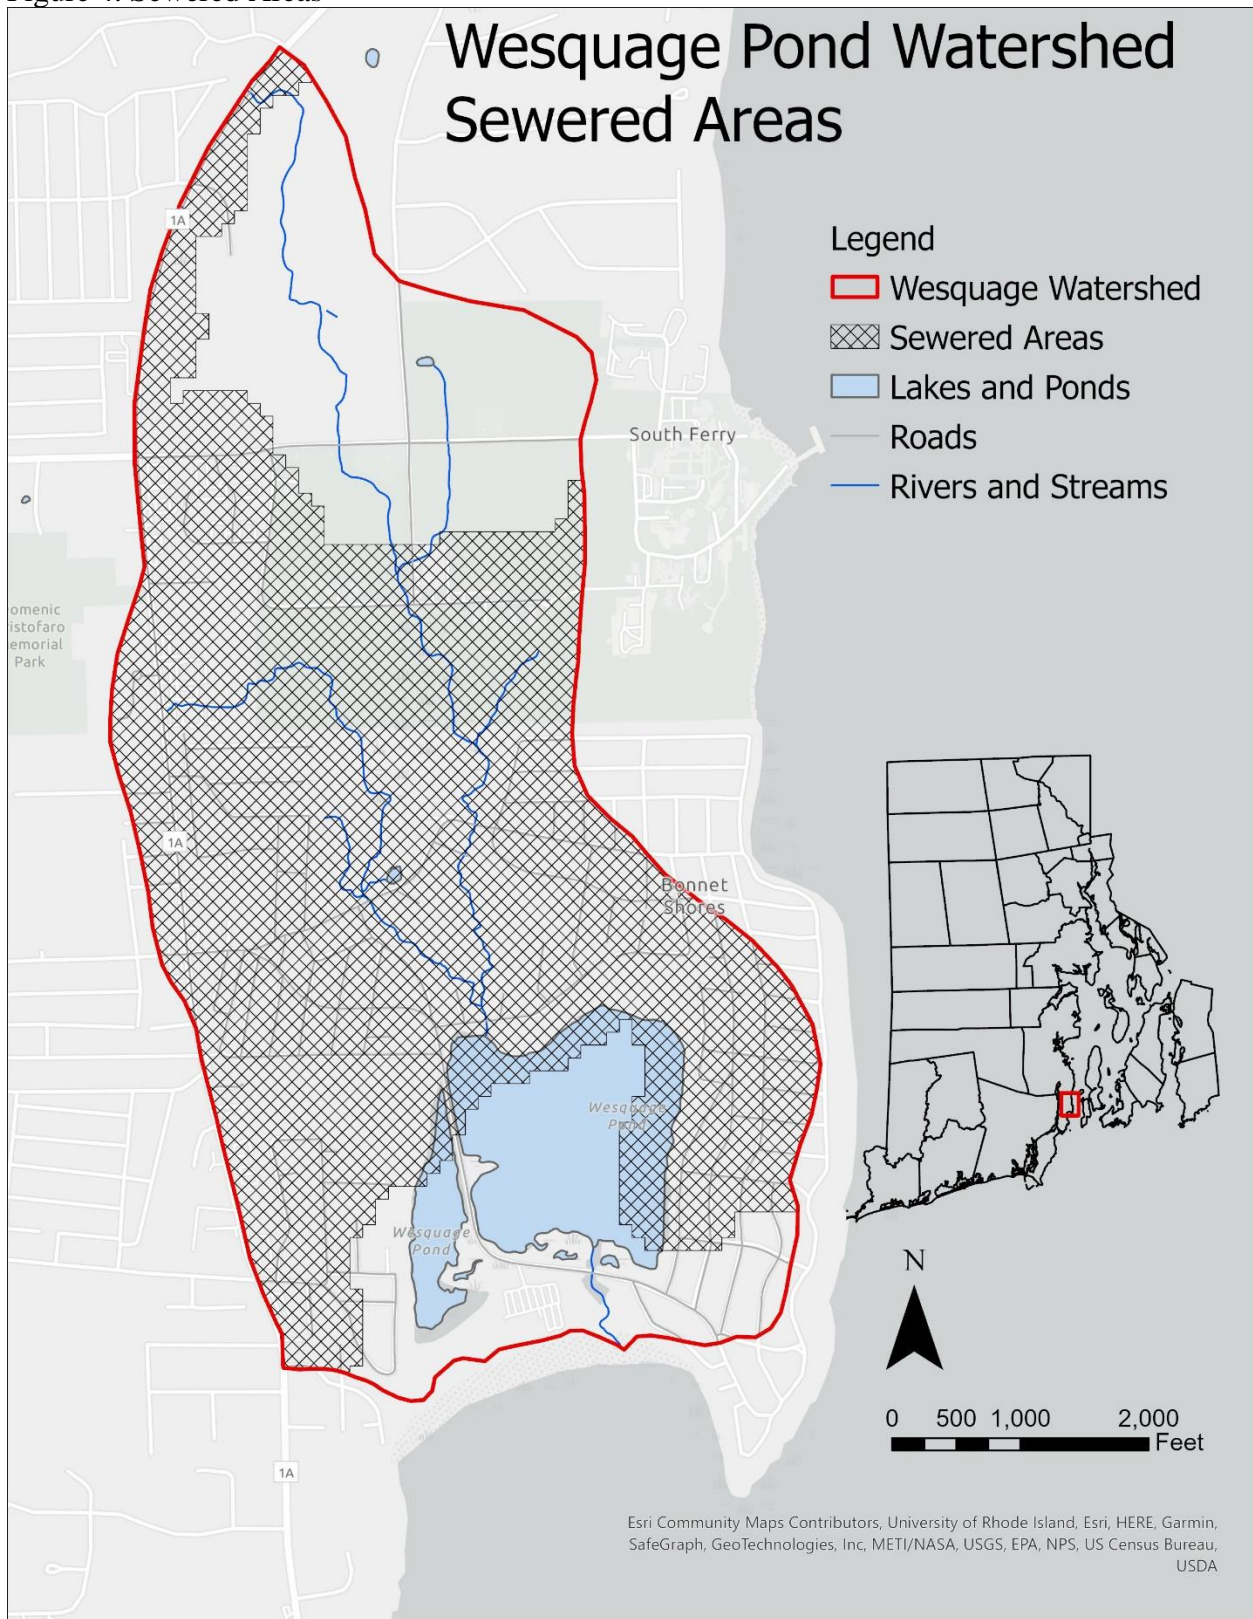 Wesquage Pond Watershed
Sewered Areas
1A
Legend
Wesquage Watershed
Sewered Areas
Lakes and Ponds
Roads
Rivers and Streams
South Ferry
omenic
istofaro
emorial
Park
1A
Bonnet
Shores
Wesquage
Pond
Wesquage
Pond
N
0 500 1,000 2,000
Feet
1A
Esri Community Maps Contributors, University of Rhode Island, Esri, HERE, Garmin,
SafeGraph, GeoTechnologies, Inc, METI/NASA, USGS, EPA, NPS, US Census Bureau,
USDA